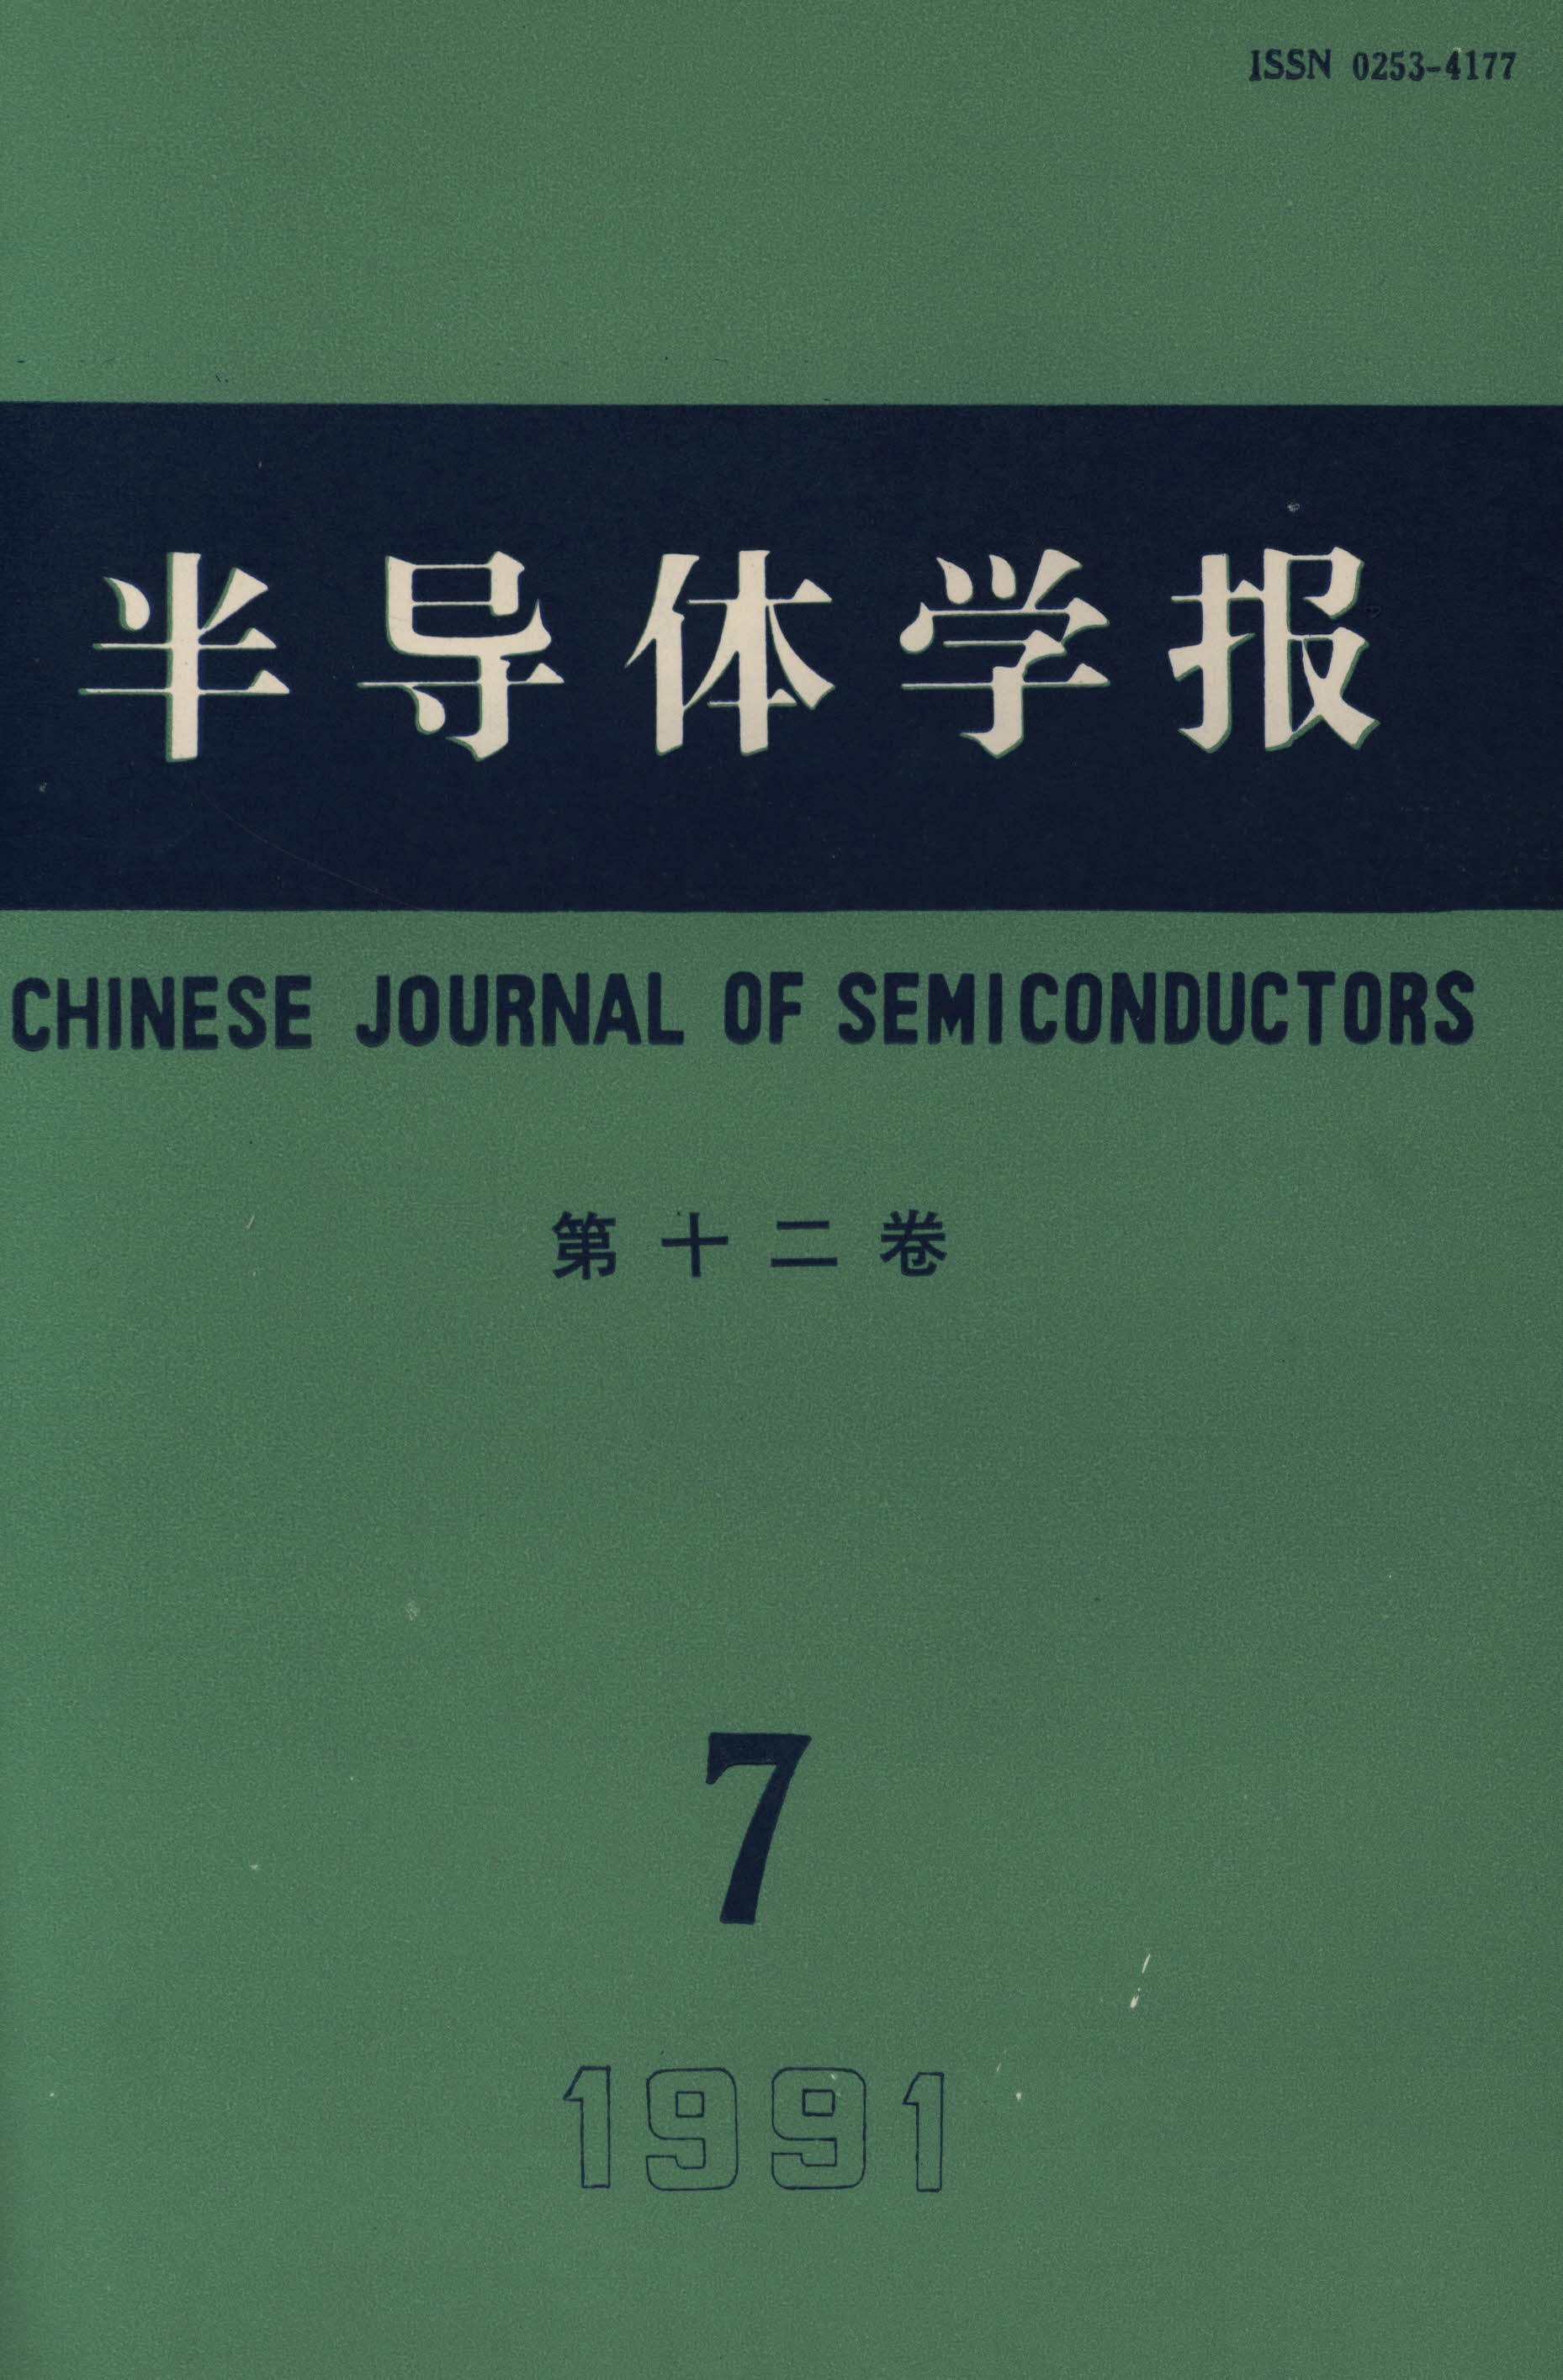 ISSN 0253-4177
半导体学报
CHINESE JOURNAL OF SEMICONDUCTORS
第十二卷
7
1991